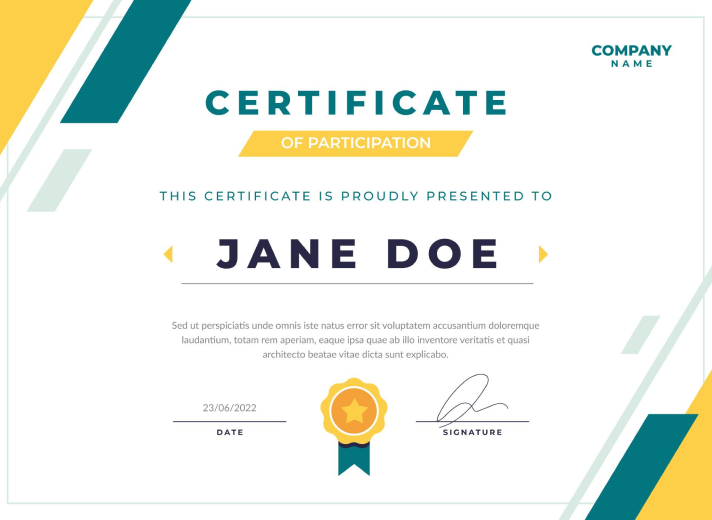 COMPANY
NAME
CERTIFICATE
OF PARTICIPATION
THIS CERTIFICATE IS PROUDLY PRESENTED TO
JANE DOE
Sed ut perspiciatis unde omnis iste natus error sit voluptatem accusantium doloremque
laudantium, totam rem aperiam, eaque ipsa quae ab illo inventore veritatis et quasi
architecto beatae vitae dicta sunt explicabo.
23/06/2022
DATE
SIGNATURE